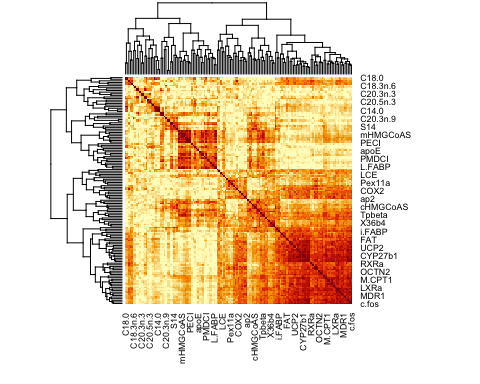 C18.0
C18.3n.6
C20.3n.3
C20.5n.3
C14.0
C20.3n.9
S14
mHMGCoAS
PECI
apoE
PMDCI
L.FABP
LCE
Pex11a
COX2
ap2
cHMGCoAS
Tpbeta
X36b4
i.FABP
FAT
UCP2
CYP27b1
RXRa
OCTN2
M.CPT1
LXRa
MDR1
c.fos
C18.0
C18.3n.6
C20.3n.3
C20.5n.3
C14.0
C20.3n.9
S14
mHMGCoAS
PECI
apoE
PMDCI
L.FABP
LCE
Pex11a
COX2
ap2
cHMGCoAS
Tpbeta
X36b4
i.FABP
FAT
UCP2
CYP27b1
RXRa
OCTN2
M.CPT1
LXRa
MDR1
c.fos